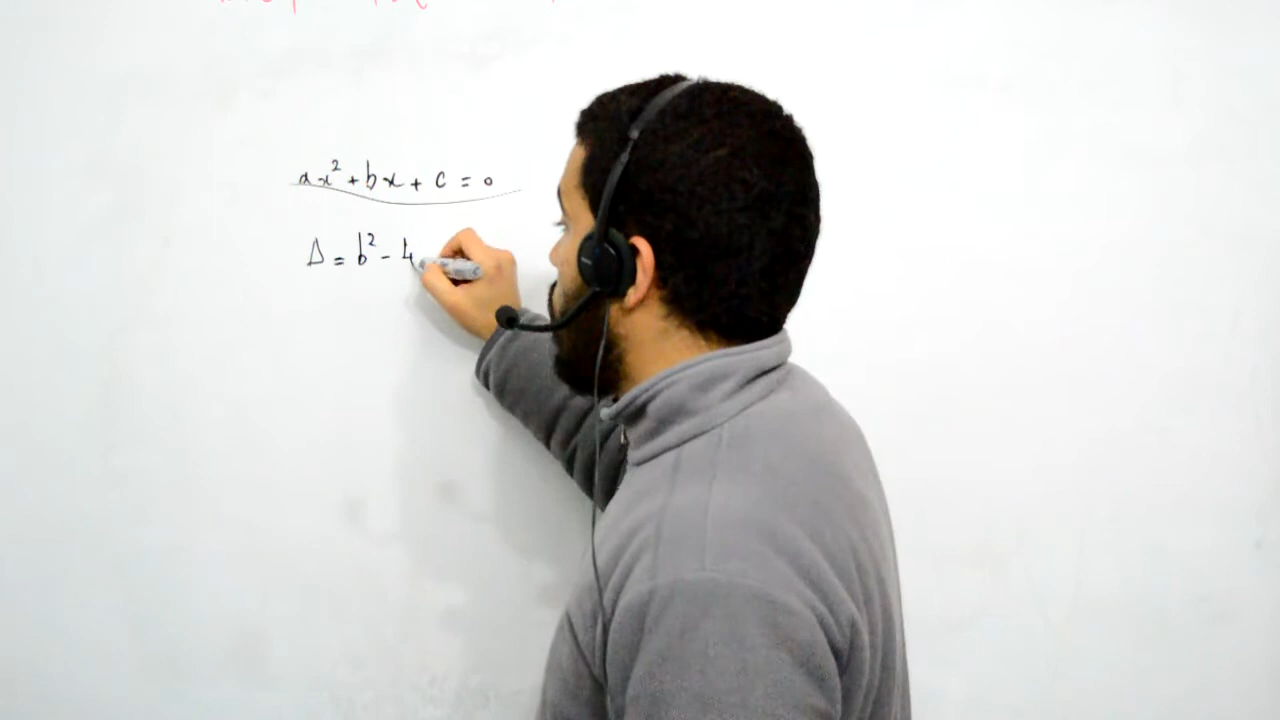 ax² + bx + c = 0
Δ = b² - 4